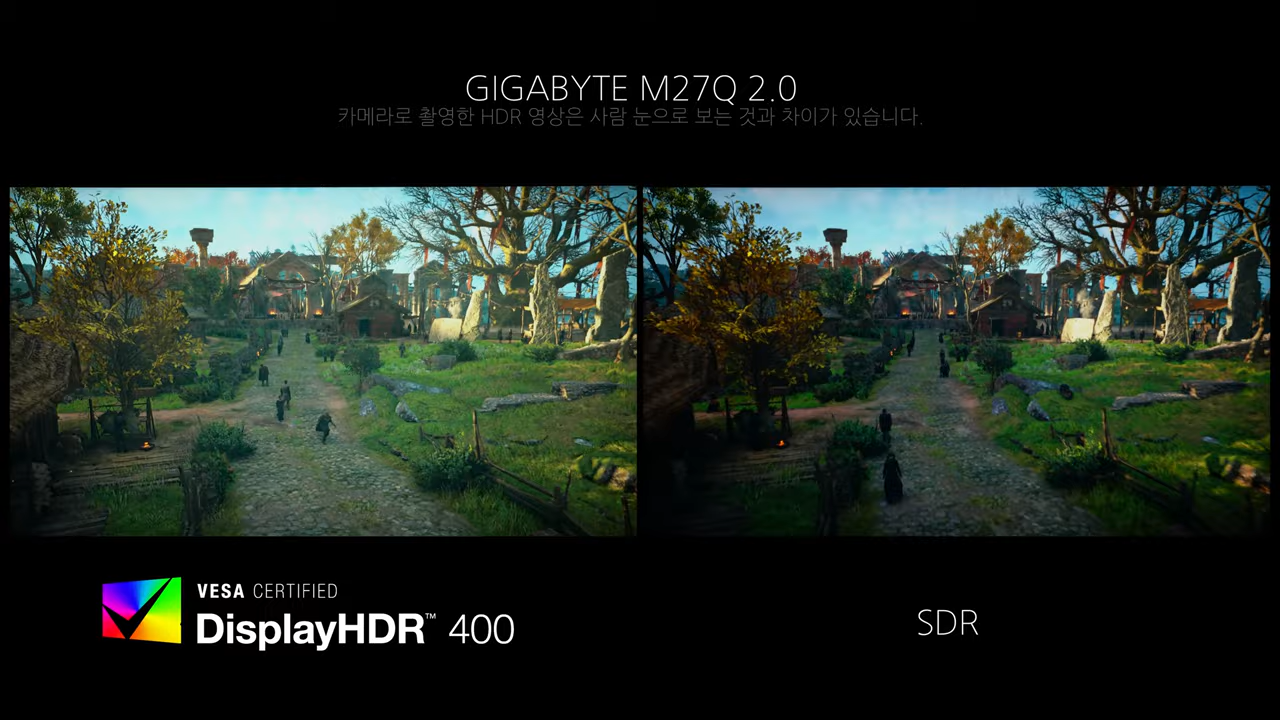 GIGABYTE M27Q 2.0
카메라로 촬영한 HDR 영상은 사람 눈으로 보는 것과 차이가 있습니다.
VESA CERTIFIED
DisplayHDR™ 400
SDR